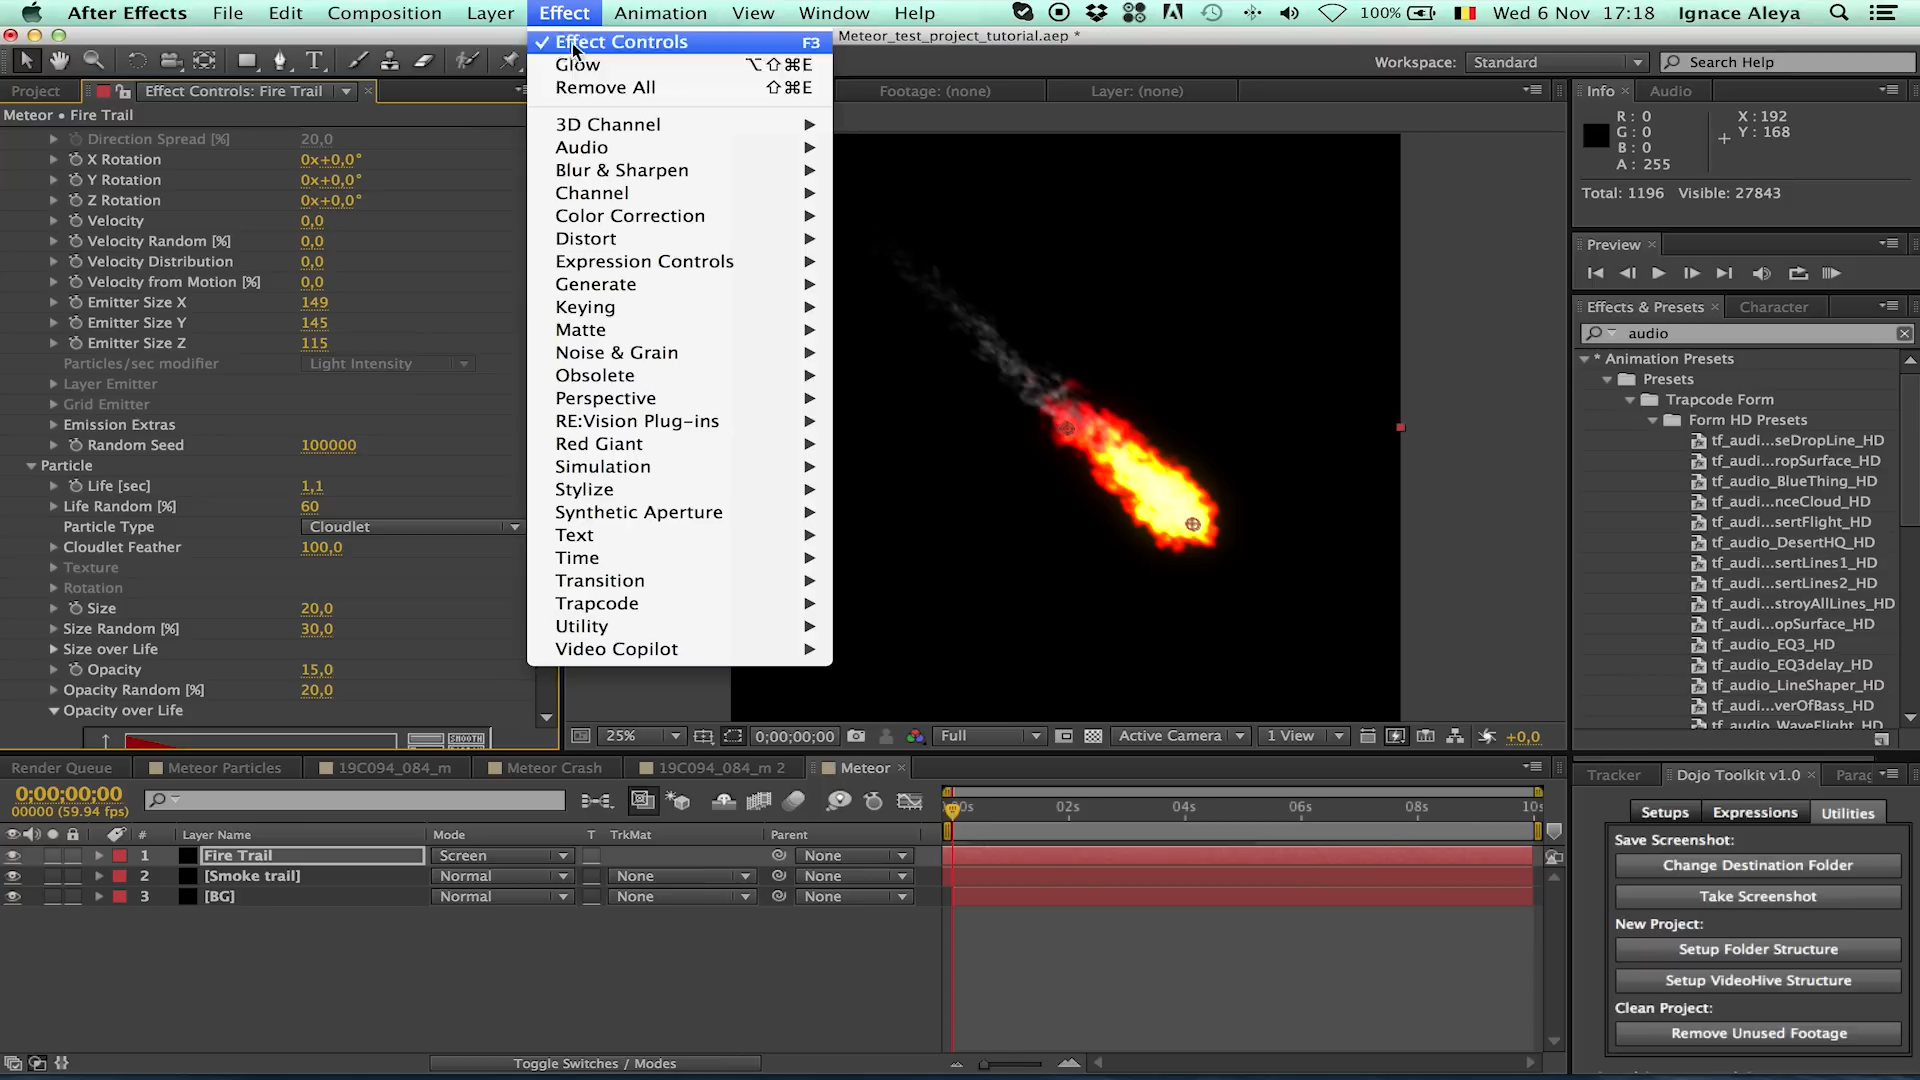 After Effects File Edit Composition Layer Effect Animation View Window Help 100% Wed 6 Nov 17:18 Ignace Aleya
Meteor_test_project_tutorial.aep *
Workspace: Standard Search Help
Effect Controls F3
Glow ⌥⇧⌘E
Remove All ⇧⌘E
3D Channel
Audio
Blur & Sharpen
Channel
Color Correction
Distort
Expression Controls
Generate
Keying
Matte
Noise & Grain
Obsolete
Perspective
RE:Vision Plug-ins
Red Giant
Simulation
Stylize
Synthetic Aperture
Text
Time
Transition
Trapcode
Utility
Video Copilot
Project Effect Controls: Fire Trail
Meteor • Fire Trail
Direction Spread [%] 20,0
X Rotation 0x+0,0°
Y Rotation 0x+0,0°
Z Rotation 0x+0,0°
Velocity 0,0
Velocity Random [%] 0,0
Velocity Distribution 0,0
Velocity from Motion [%] 0,0
Emitter Size X 149
Emitter Size Y 145
Emitter Size Z 115
Particles/sec modifier Light Intensity
Layer Emitter
Grid Emitter
Emission Extras
Random Seed 100000
Particle
Life [sec] 1,1
Life Random [%] 60
Particle Type Cloudlet
Cloudlet Feather 100,0
Texture
Rotation
Size 20,0
Size Random [%] 30,0
Size over Life
Opacity 15,0
Opacity Random [%] 20,0
Opacity over Life
SMOOTH
Footage: (none) Layer: (none)
25% 0;00;00;00 Full Active Camera 1 View +0,0
Info Audio
R : 0 X : 192
G : 0 Y : 168
B : 0
A : 255
Total: 1196 Visible: 27843
Preview
Effects & Presets Character
audio
* Animation Presets
Presets
Trapcode Form
Form HD Presets
tf_audi...seDropLine_HD
tf_audi...ropSurface_HD
tf_audio_BlueThing_HD
tf_audi...nceCloud_HD
tf_audi...sertFlight_HD
tf_audio_DesertHQ_HD
tf_audi...sertLines1_HD
tf_audi...sertLines2_HD
tf_audi...stroyAllLines_HD
tf_audi...opSurface_HD
tf_audio_EQ3_HD
tf_audio_EQ3delay_HD
tf_audio_LineShaper_HD
tf_audi...verOfBass_HD
tf_audio_WaveFlight_HD
Render Queue Meteor Particles 19C094_084_m Meteor Crash 19C094_084_m 2 Meteor
0;00;00;00
00000 (59.94 fps)
:00s 02s 04s 06s 08s 10s
# Layer Name Mode T TrkMat Parent
1 Fire Trail Screen None
2 [Smoke trail] Normal None None
3 [BG] Normal None None
Toggle Switches / Modes
Tracker Dojo Toolkit v1.0 Parag
Setups Expressions Utilities
Save Screenshot:
Change Destination Folder
Take Screenshot
New Project:
Setup Folder Structure
Setup VideoHive Structure
Clean Project:
Remove Unused Footage